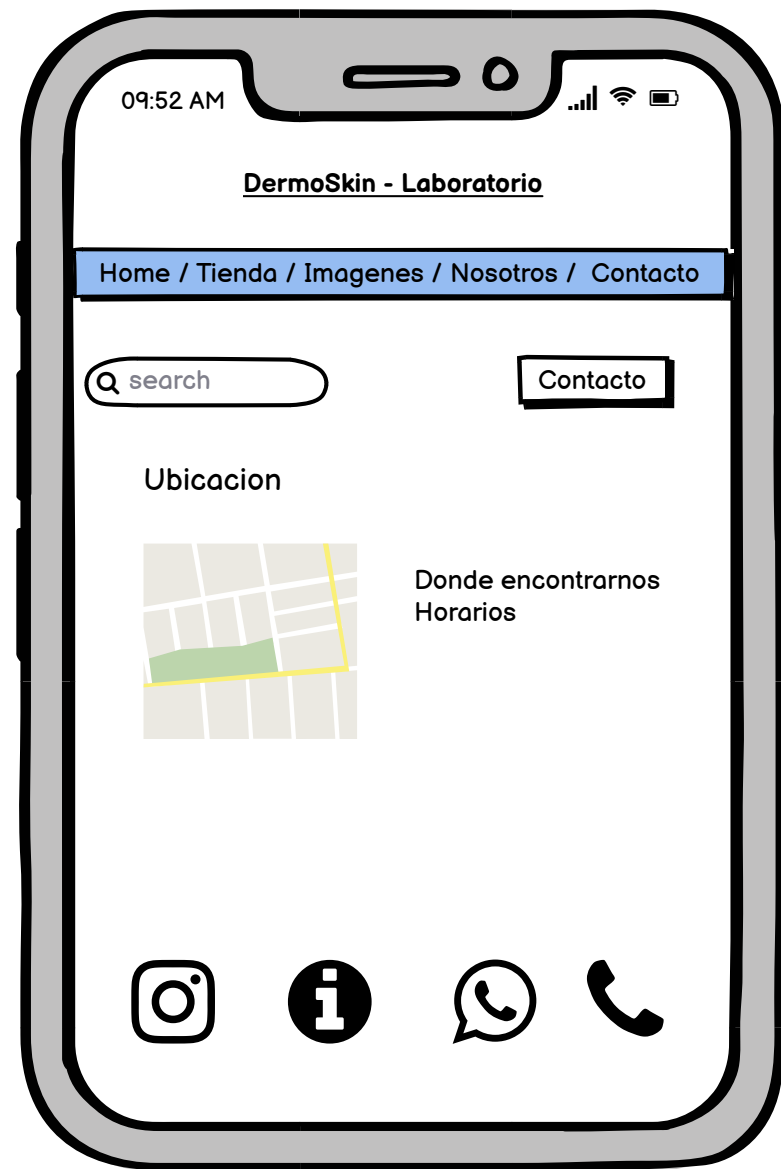 09:52 AM
DermoSkin - Laboratorio
Home / Tienda / Imagenes / Nosotros / Contacto
search
Contacto
Ubicacion
Donde encontrarnos
Horarios